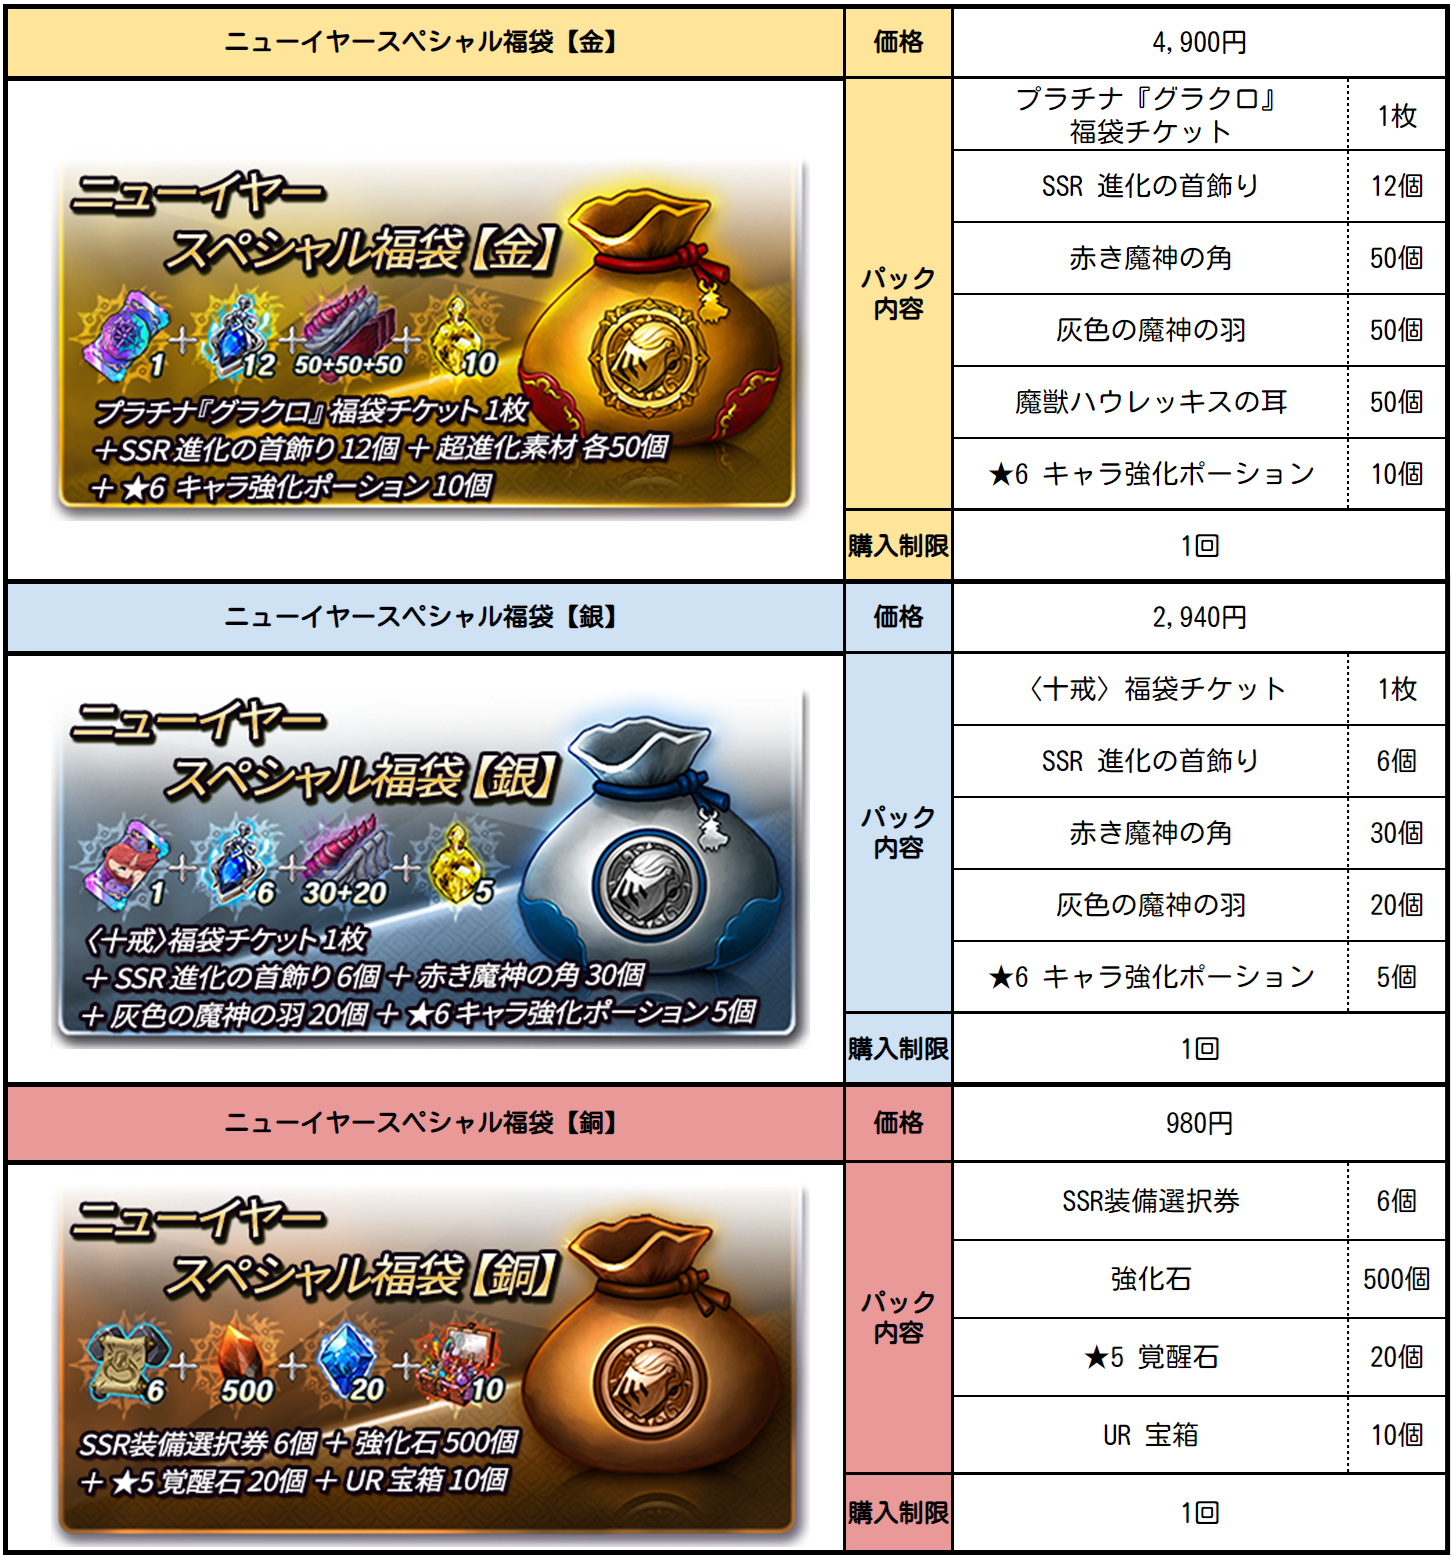 ニューイヤースペシャル福袋【金】
価格
4,900円
ニューイヤー
スペシャル福袋【金】
1
12
50+50+50
10
プラチナ『グラクロ』福袋チケット 1枚
+SSR 進化の首飾り 12個 + 超進化素材 各50個
+ ★6 キャラ強化ポーション 10個
パック
内容
プラチナ『グラクロ』
福袋チケット
1枚
SSR 進化の首飾り
12個
赤き魔神の角
50個
灰色の魔神の羽
50個
魔獣ハウレッキスの耳
50個
★6 キャラ強化ポーション
10個
購入制限
1回
ニューイヤースペシャル福袋【銀】
価格
2,940円
ニューイヤー
スペシャル福袋【銀】
1
6
30+20
5
〈十戒〉福袋チケット 1枚
+ SSR 進化の首飾り 6個 + 赤き魔神の角 30個
+ 灰色の魔神の羽 20個 + ★6 キャラ強化ポーション 5個
パック
内容
〈十戒〉福袋チケット
1枚
SSR 進化の首飾り
6個
赤き魔神の角
30個
灰色の魔神の羽
20個
★6 キャラ強化ポーション
5個
購入制限
1回
ニューイヤースペシャル福袋【銅】
価格
980円
ニューイヤー
スペシャル福袋【銅】
6
500
20
10
SSR装備選択券 6個 + 強化石 500個
+ ★5 覚醒石 20個 + UR 宝箱 10個
パック
内容
SSR装備選択券
6個
強化石
500個
★5 覚醒石
20個
UR 宝箱
10個
購入制限
1回